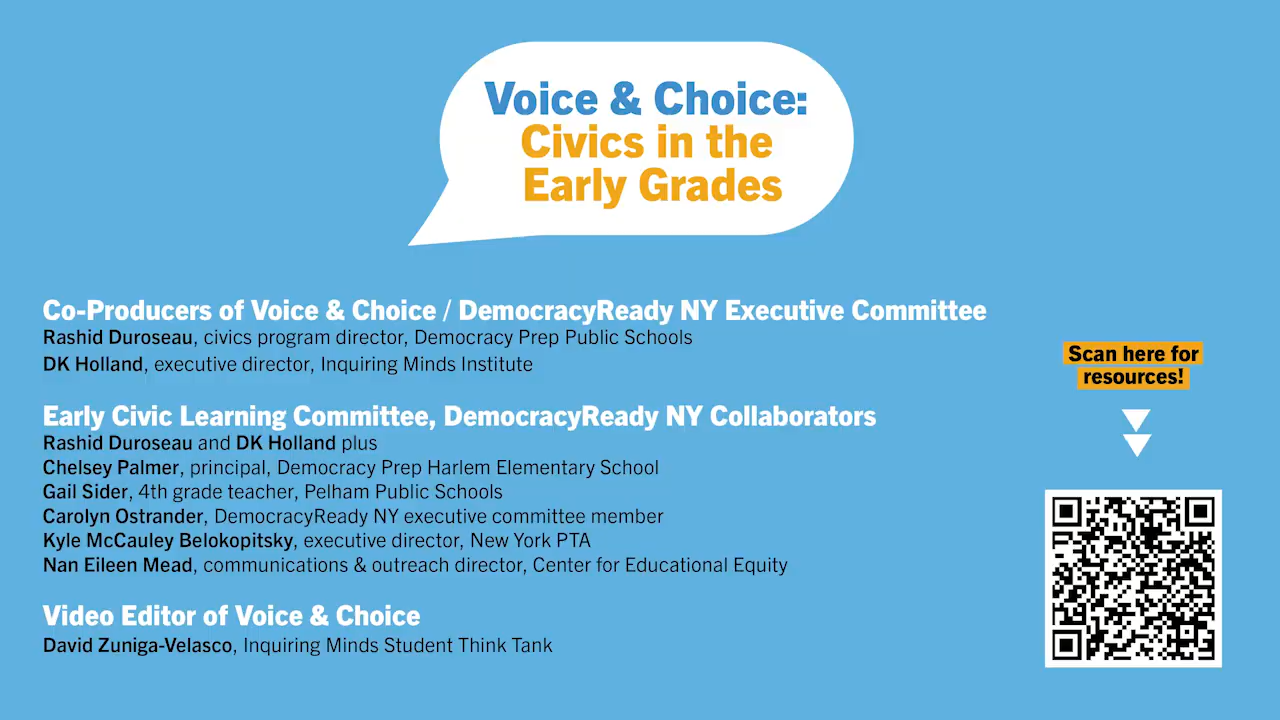 Voice & Choice:
Civics in the
Early Grades
Co-Producers of Voice & Choice / DemocracyReady NY Executive Committee
Rashid Duroseau, civics program director, Democracy Prep Public Schools
DK Holland, executive director, Inquiring Minds Institute
Early Civic Learning Committee, DemocracyReady NY Collaborators
Rashid Duroseau and DK Holland plus
Chelsey Palmer, principal, Democracy Prep Harlem Elementary School
Gail Sider, 4th grade teacher, Pelham Public Schools
Carolyn Ostrander, DemocracyReady NY executive committee member
Kyle McCauley Belokopitsky, executive director, New York PTA
Nan Eileen Mead, communications & outreach director, Center for Educational Equity
Video Editor of Voice & Choice
David Zuniga-Velasco, Inquiring Minds Student Think Tank
Scan here for
resources!